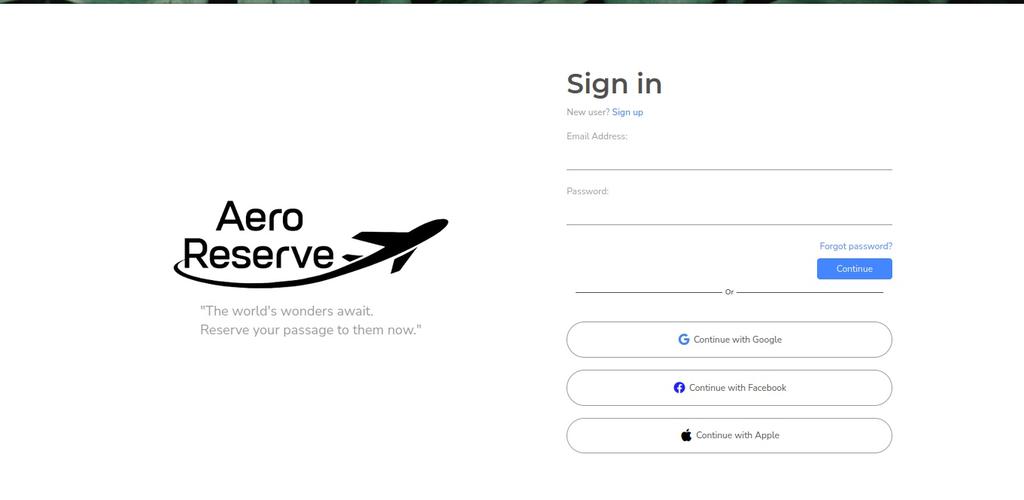 Aero
Reserve
"The world's wonders await.
Reserve your passage to them now."
Sign in
New user? Sign up
Email Address:
Password:
Forgot password?
Continue
Or
Continue with Google
Continue with Facebook
Continue with Apple